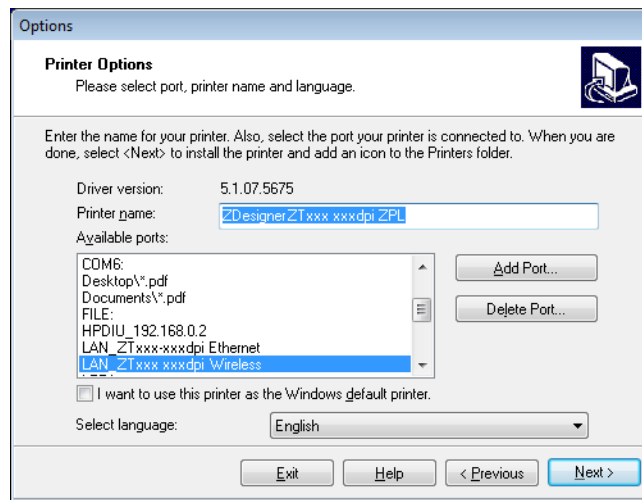 Options
Printer Options
Please select port, printer name and language.
Enter the name for your printer. Also, select the port your printer is connected to. When you are
done, select <Next> to install the printer and add an icon to the Printers folder.
Driver version: 5.1.07.5675
Printer name: ZDesignerZTxxx xxxdpi ZPL
Available ports:
COM6:
Desktop\*.pdf
Documents\*.pdf
FILE:
HPDIU_192.168.0.2
LAN_ZTxxx-xxxdpi Ethernet
LAN_ZTxxx xxxdpi Wireless
Add Port...
Delete Port...
I want to use this printer as the Windows default printer.
Select language: English
Exit Help < Previous Next >